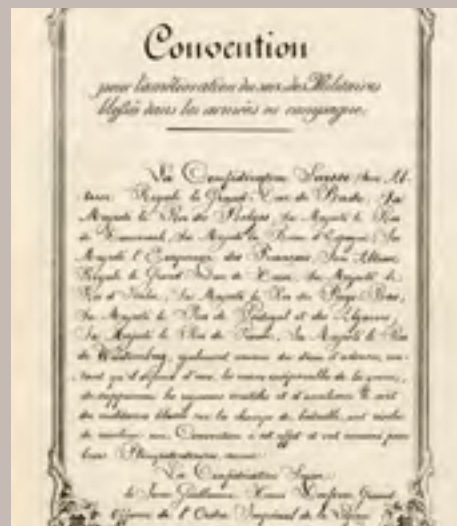 Convention
pour l'amélioration du sort des Militaires
blessés dans les armées en campagne.
La Confédération Suisse, Son Al-
tesse Royale le Grand-Duc de Bade, Sa
Majesté le Roi des Belges, Sa Majesté le Roi
de Danemark, Sa Majesté la Reine d'Espagne, Sa
Majesté l'Empereur des Français, Son Altesse
Royale le Grand Duc de Hesse, Sa Majesté le
Roi d'Italie, Sa Majesté le Roi des Pays-Bas,
Sa Majesté le Roi de Portugal et des Algarves,
Sa Majesté le Roi de Prusse, Sa Majesté le Roi
de Würtemberg, également animés du désir d'adoucir, au-
tant qu'il dépend d'eux, les maux inséparables de la guerre,
de supprimer les rigueurs inutiles et d'améliorer le sort
des militaires blessés sur les champs de bataille, ont résolu
de conclure une Convention à cet effet et ont nommé pour
leurs Plénipotentiaires, savoir:
La Confédération Suisse
le Sieur Guillaume Henri Dufour, Grand
Officier de l'Ordre Impérial de la Légion